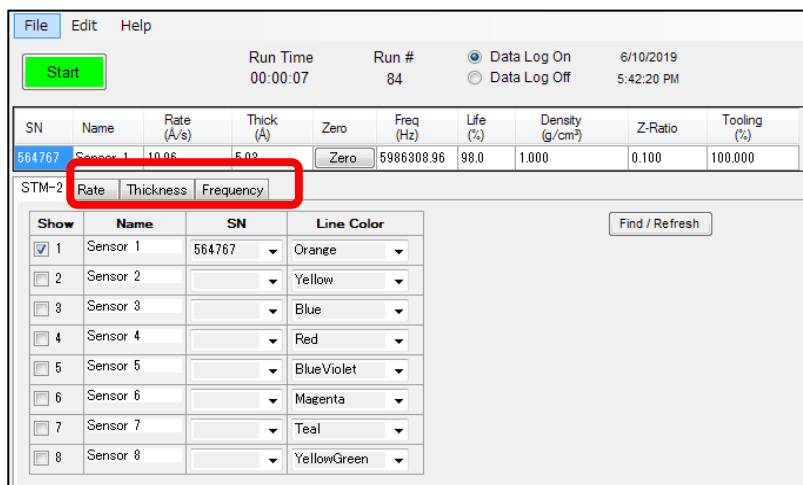 File Edit Help
Start
Run Time
00:00:07
Run #
84
Data Log On
Data Log Off
6/10/2019
5:42:20 PM
SN Name Rate (Å/s) Thick (Å) Zero Freq (Hz) Life (%) Density (g/cm³) Z-Ratio Tooling (%)
564767 Sensor 1 10.96 5.03 Zero 5986308.96 98.0 1.000 0.100 100.000
STM-2 Rate Thickness Frequency
Show Name SN Line Color
Find / Refresh
1 Sensor 1 564767 Orange
2 Sensor 2 Yellow
3 Sensor 3 Blue
4 Sensor 4 Red
5 Sensor 5 BlueViolet
6 Sensor 6 Magenta
7 Sensor 7 Teal
8 Sensor 8 YellowGreen